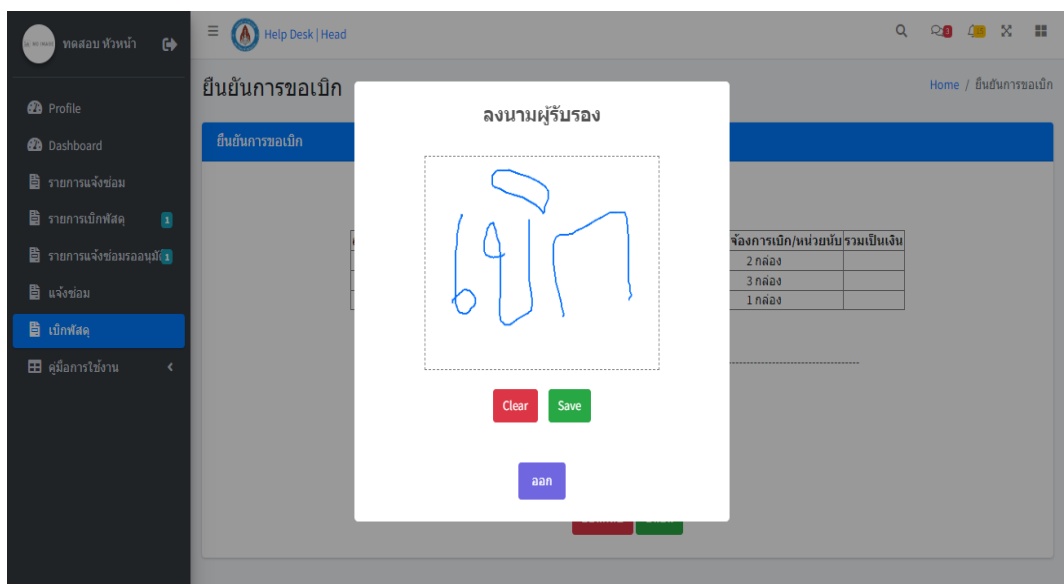 ทดสอบ หัวหน้า
Help Desk | Head
ยืนยันการขอเบิก
Home / ยืนยันการขอเบิก
Profile
Dashboard
รายการแจ้งซ่อม
รายการเบิกพัสดุ 1
รายการแจ้งซ่อมรออนุมัติ 1
แจ้งซ่อม
เบิกพัสดุ
คู่มือการใช้งาน
ยืนยันการขอเบิก
ลงนามผู้รับรอง
เบิก
จ้องการเบิก/หน่วยนับ รวมเป็นเงิน
2 กล่อง
3 กล่อง
1 กล่อง
Clear Save
ออก